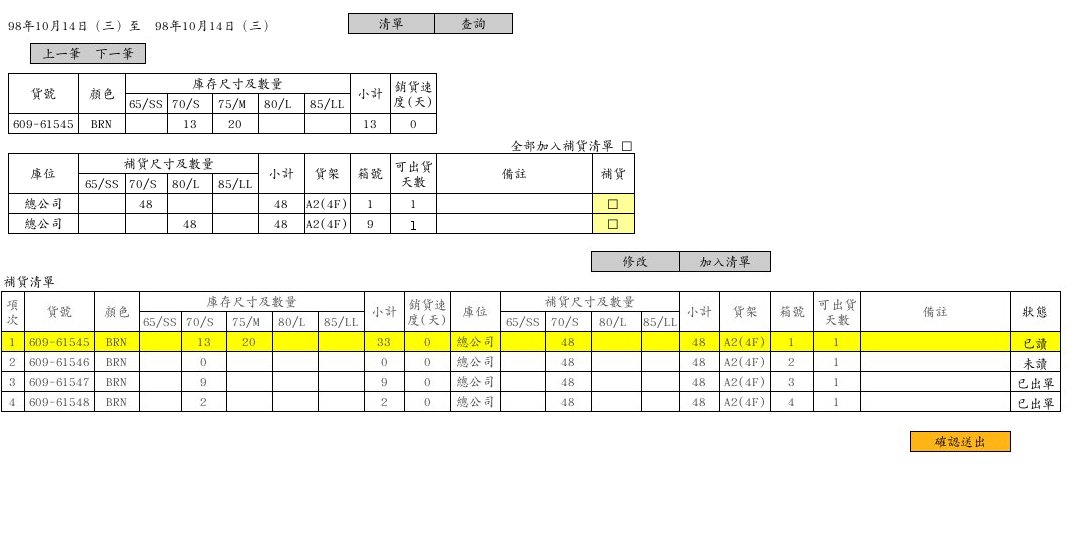 98年10月14日（三）至 98年10月14日（三）
清單 查詢
上一筆 下一筆
貨號 顏色 庫存尺寸及數量 小計 銷貨速度(天)
65/SS 70/S 75/M 80/L 85/LL
609-61545 BRN 13 20 13 0
全部加入補貨清單 □
庫位 補貨尺寸及數量 小計 貨架 箱號 可出貨天數 備註 補貨
65/SS 70/S 80/L 85/LL
總公司 48 48 A2(4F) 1 1 □
總公司 48 48 A2(4F) 9 1 □
修改 加入清單
補貨清單
項次 貨號 顏色 庫存尺寸及數量 小計 銷貨速度(天) 庫位 補貨尺寸及數量 小計 貨架 箱號 可出貨天數 備註 狀態
65/SS 70/S 75/M 80/L 85/LL 65/SS 70/S 80/L 85/LL
1 609-61545 BRN 13 20 33 0 總公司 48 48 A2(4F) 1 1 已讀
2 609-61546 BRN 0 0 0 總公司 48 48 A2(4F) 2 1 未讀
3 609-61547 BRN 9 9 0 總公司 48 48 A2(4F) 3 1 已出單
4 609-61548 BRN 2 2 0 總公司 48 48 A2(4F) 4 1 已出單
確認送出